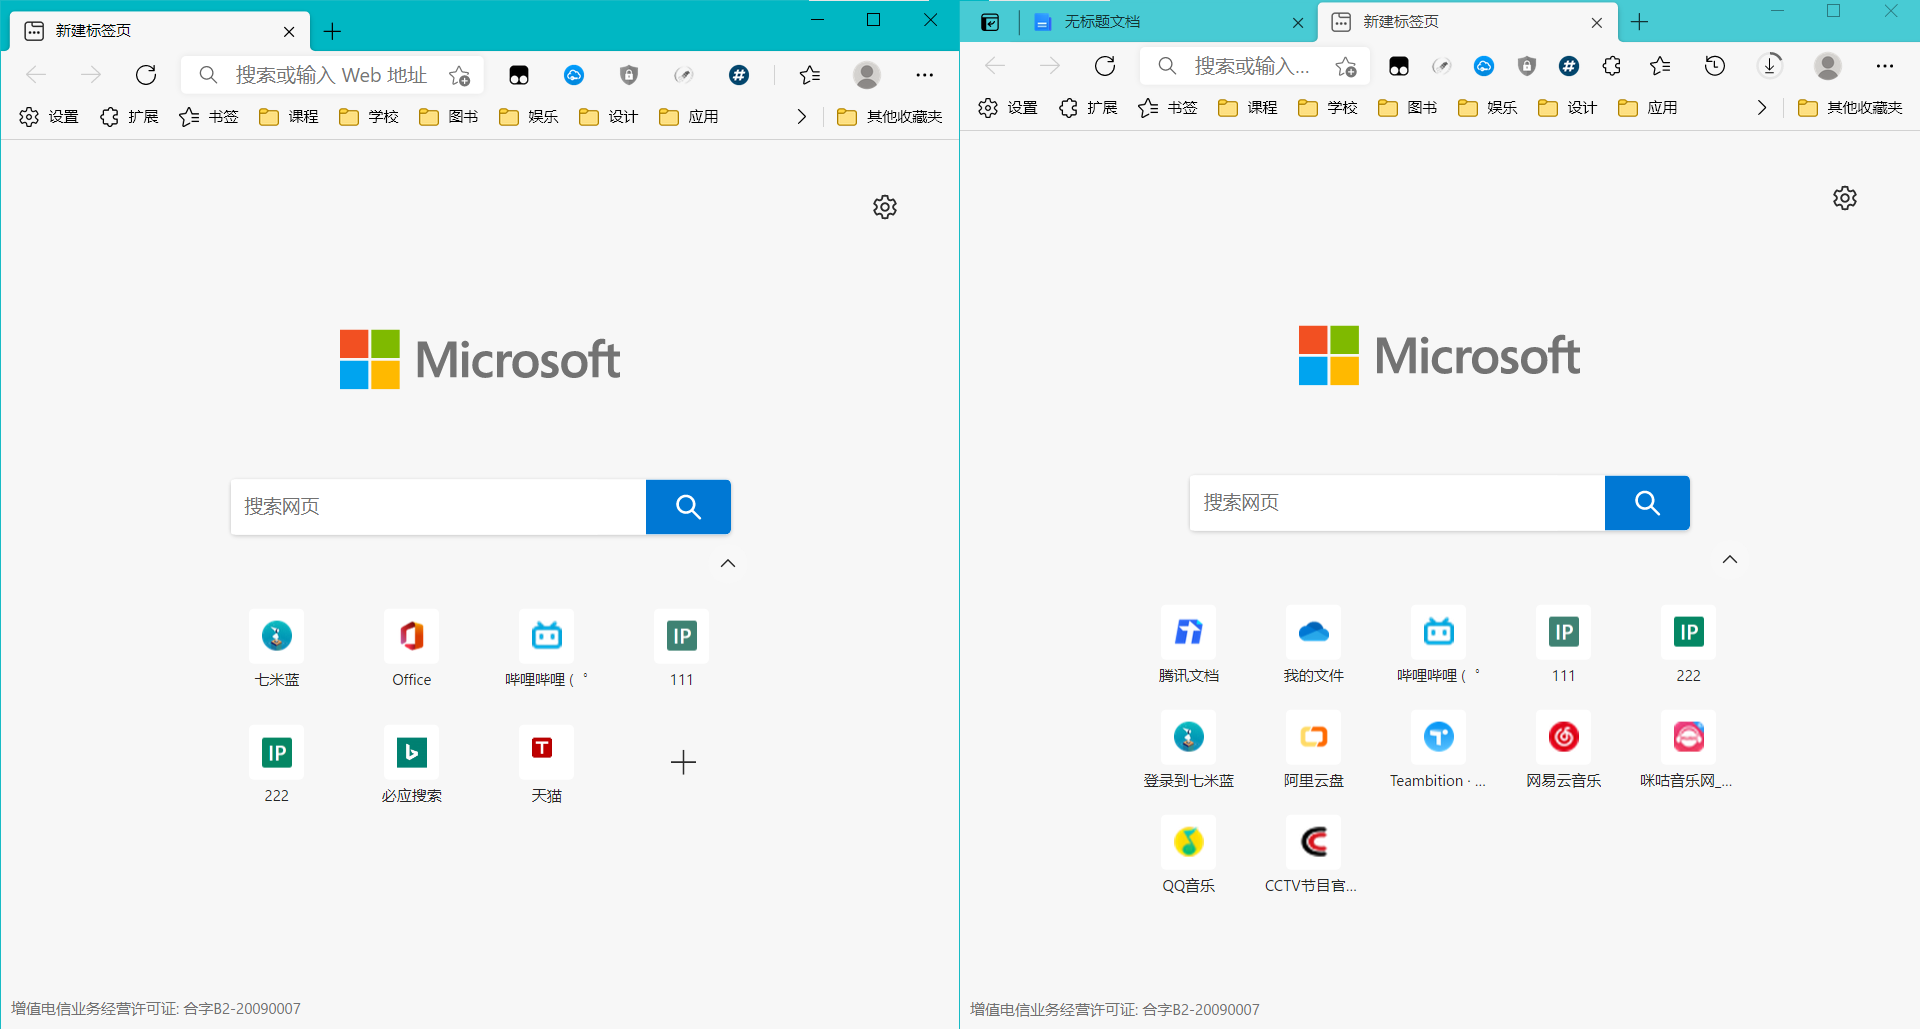 新建标签页
搜索或输入 Web 地址
设置 扩展 书签 课程 学校 图书 娱乐 设计 应用 其他收藏夹
Microsoft
搜索网页
七米蓝 Office 哔哩哔哩 ( ゜ 111
222 必应搜索 天猫
增值电信业务经营许可证: 合字B2-20090007
无标题文档 新建标签页
搜索或输入...
设置 扩展 书签 课程 学校 图书 娱乐 设计 应用 其他收藏夹
Microsoft
搜索网页
腾讯文档 我的文件 哔哩哔哩 ( ゜ 111 222
登录到七米蓝 阿里云盘 Teambition · ... 网易云音乐 咪咕音乐网_...
QQ音乐 CCTV节目官...
增值电信业务经营许可证: 合字B2-20090007